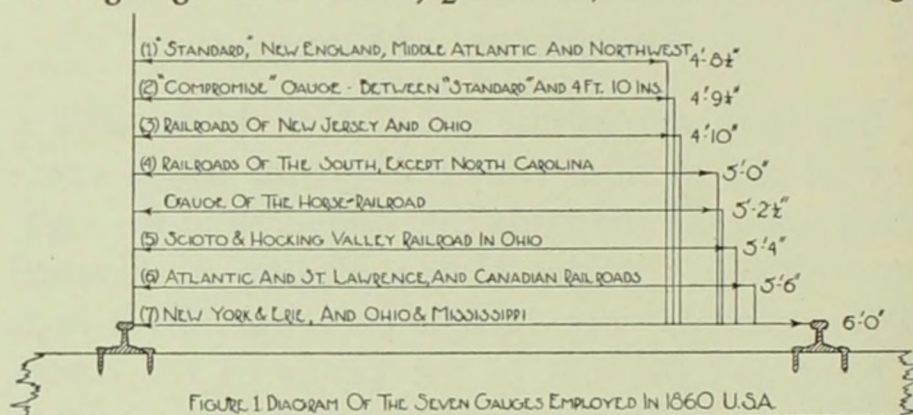 (1) "STANDARD," NEW ENGLAND, MIDDLE ATLANTIC AND NORTHWEST 4'-8½"
(2) "COMPROMISE" GAUGE - BETWEEN "STANDARD" AND 4 FT. 10 INS. 4'-9¼"
(3) RAILROADS OF NEW JERSEY AND OHIO 4'-10"
(4) RAILROADS OF THE SOUTH, EXCEPT NORTH CAROLINA 5'-0"
GAUGE OF THE HORSE-RAILROAD 5'-2½"
(5) SCIOTO & HOCKING VALLEY RAILROAD IN OHIO 5'-4"
(6) ATLANTIC AND ST. LAWRENCE, AND CANADIAN RAILROADS 5'-6"
(7) NEW YORK & ERIE, AND OHIO & MISSISSIPPI 6'-0"
FIGURE 1. DIAGRAM OF THE SEVEN GAUGES EMPLOYED IN 1860 U.S.A.